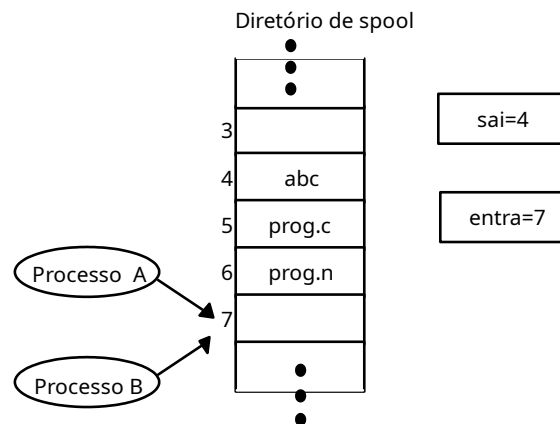 Diretório de spool
3
sai=4
4 abc
5 prog.c
entra=7
6 prog.n
Processo A
7
Processo B